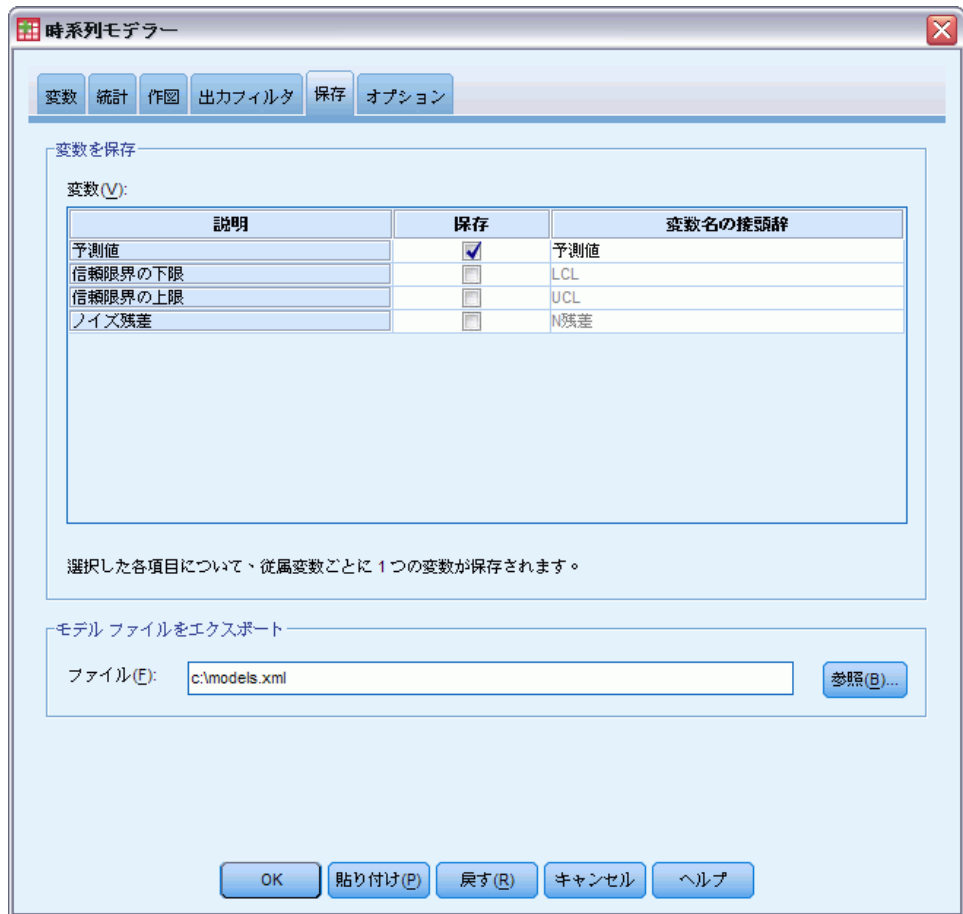 時系列モデラー
変数 統計 作図 出力フィルタ 保存 オプション
変数を保存
変数(V):
説明 保存 変数名の接頭辞
予測値 予測値
信頼限界の下限 LCL
信頼限界の上限 UCL
ノイズ残差 N残差
選択した各項目について、従属変数ごとに 1 つの変数が保存されます。
モデル ファイルをエクスポート
ファイル(F): c:\models.xml 参照(B)...
OK 貼り付け(P) 戻す(R) キャンセル ヘルプ